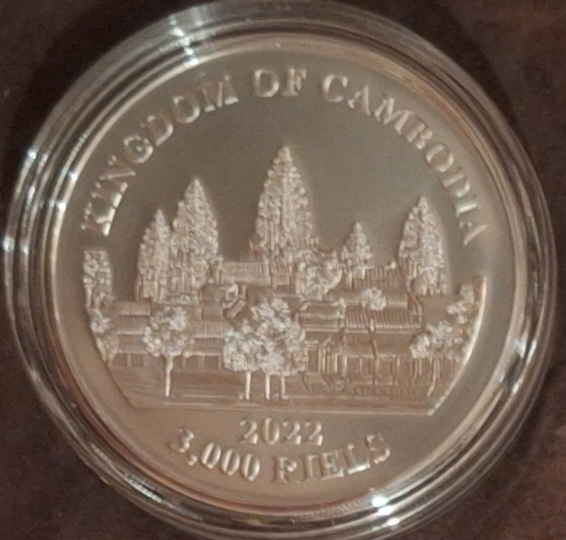 KINGDOM OF CAMBODIA
2022
3,000 RIELS